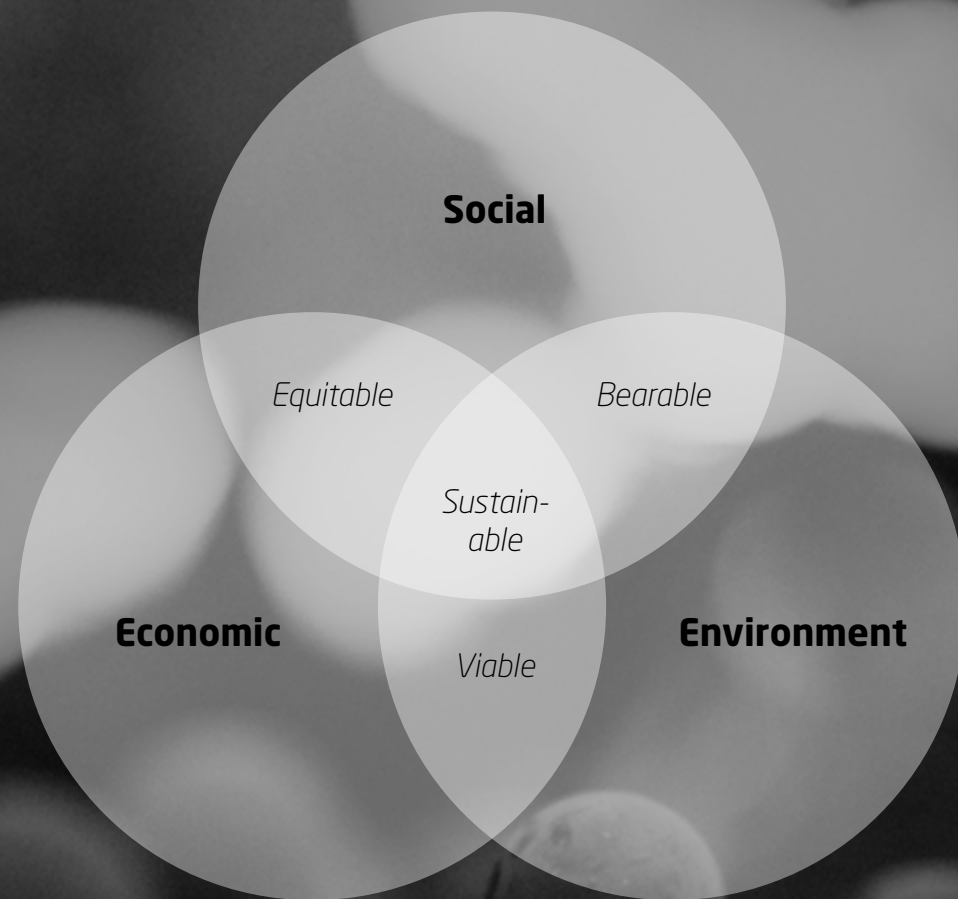 Social
Equitable
Bearable
Sustain-
able
Economic
Environment
Viable